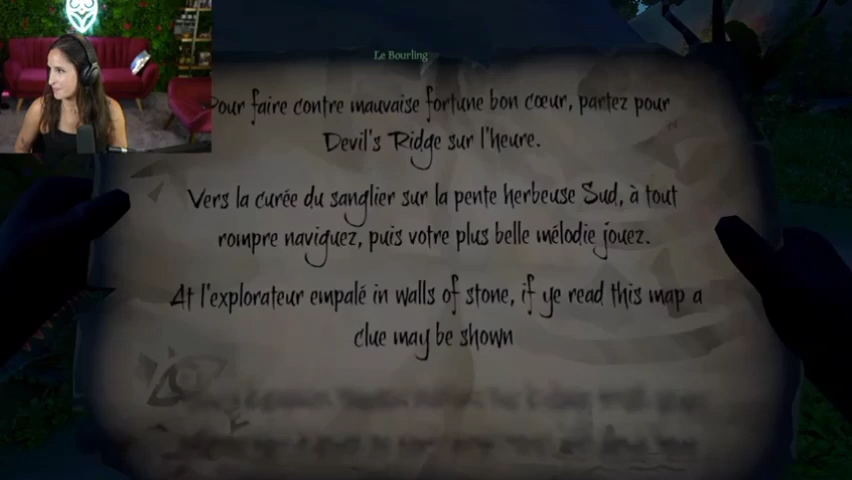 Le Bourling
Pour faire contre mauvaise fortune bon cœur, partez pour
Devil's Ridge sur l'heure.
Vers la curée du sanglier sur la pente herbeuse Sud, à tout
rompre naviguez, puis votre plus belle mélodie jouez.
At l'explorateur empalé in walls of stone, if ye read this map a
clue may be shown